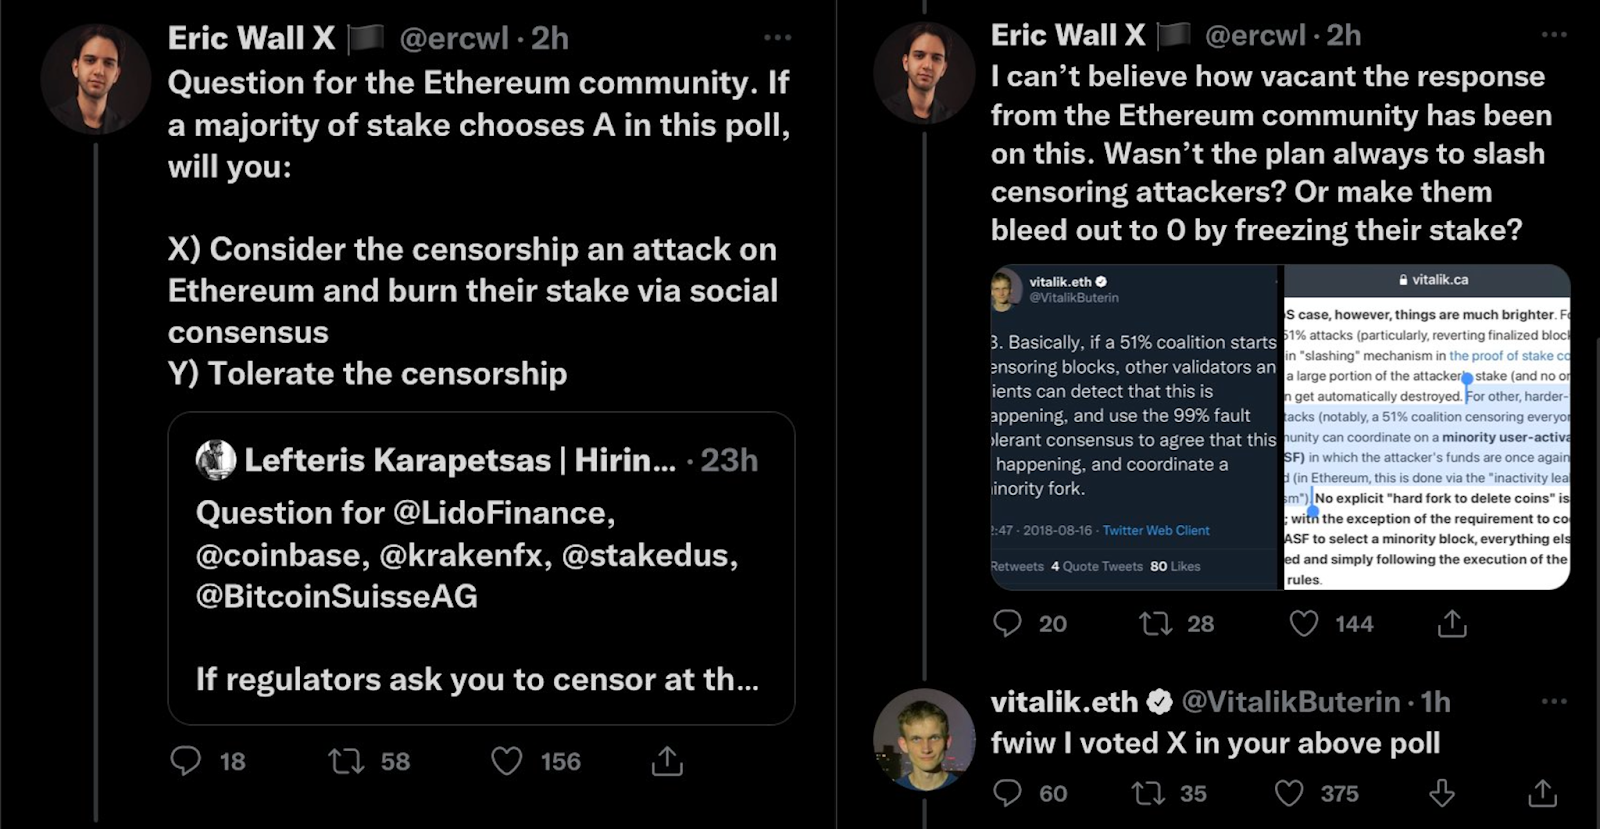 Eric Wall X 🏴 @ercwl · 2h
Question for the Ethereum community. If
a majority of stake chooses A in this poll,
will you:
X) Consider the censorship an attack on
Ethereum and burn their stake via social
consensus
Y) Tolerate the censorship
Lefteris Karapetsas | Hirin... · 23h
Question for @LidoFinance,
@coinbase, @krakenfx, @stakedus,
@BitcoinSuisseAG
If regulators ask you to censor at th...
18 58 156
Eric Wall X 🏴 @ercwl · 2h
I can’t believe how vacant the response
from the Ethereum community has been
on this. Wasn’t the plan always to slash
censoring attackers? Or make them
bleed out to 0 by freezing their stake?
vitalik.eth
@VitalikButerin
3. Basically, if a 51% coalition starts
ensoring blocks, other validators an
ients can detect that this is
appening, and use the 99% fault
lerant consensus to agree that this
happening, and coordinate a
inority fork.
:47 · 2018-08-16 · Twitter Web Client
Retweets 4 Quote Tweets 80 Likes
vitalik.ca
S case, however, things are much brighter. Fo
51% attacks (particularly, reverting finalized block
in "slashing" mechanism in the proof of stake co
a large portion of the attacker's stake (and no or
n get automatically destroyed. For other, harder-
tacks (notably, a 51% coalition censoring everyor
nunity can coordinate on a minority user-activa
SF) in which the attacker's funds are once again
d (in Ethereum, this is done via the "inactivity leal
sm"). No explicit "hard fork to delete coins" is
; with the exception of the requirement to co
ASF to select a minority block, everything els
ed and simply following the execution of the
rules.
20 28 144
vitalik.eth @VitalikButerin · 1h
fwiw I voted X in your above poll
60 35 375